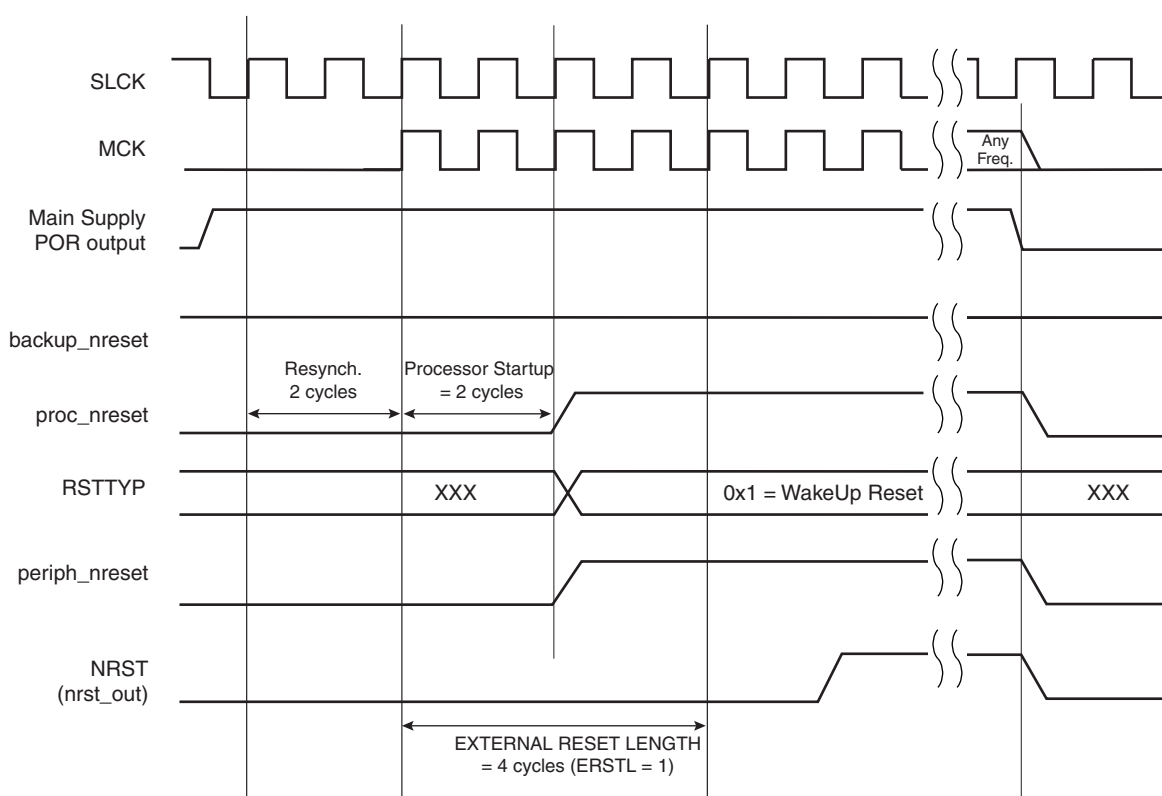 SLCK
MCK
Any
Freq.
Main Supply
POR output
backup_nreset
Resynch.
2 cycles
Processor Startup
= 2 cycles
proc_nreset
RSTTYP
XXX
0x1 = WakeUp Reset
XXX
periph_nreset
NRST
(nrst_out)
EXTERNAL RESET LENGTH
= 4 cycles (ERSTL = 1)